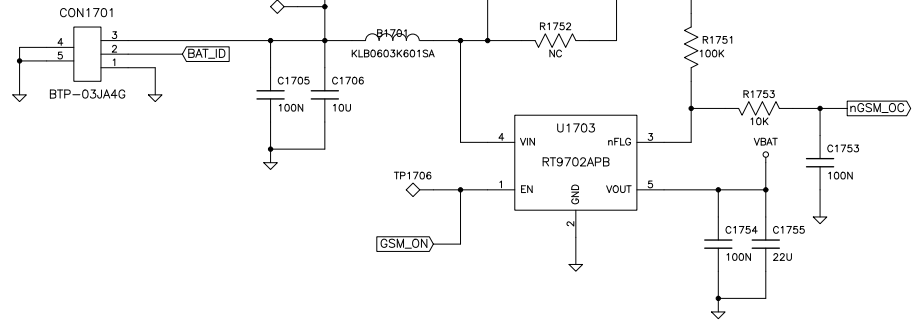 CON1701
4
5
3
2
1
BAT_ID
BTP-03JA4G
C1705
100N
C1706
10U
B1701
KLB0603K601SA
R1752
NC
R1751
100K
R1753
10K
nGSM_OC
C1753
100N
VBAT
U1703
RT9702APB
4
VIN
nFLG
3
1
EN
VOUT
5
GND
2
TP1706
GSM_ON
C1754
100N
C1755
22U